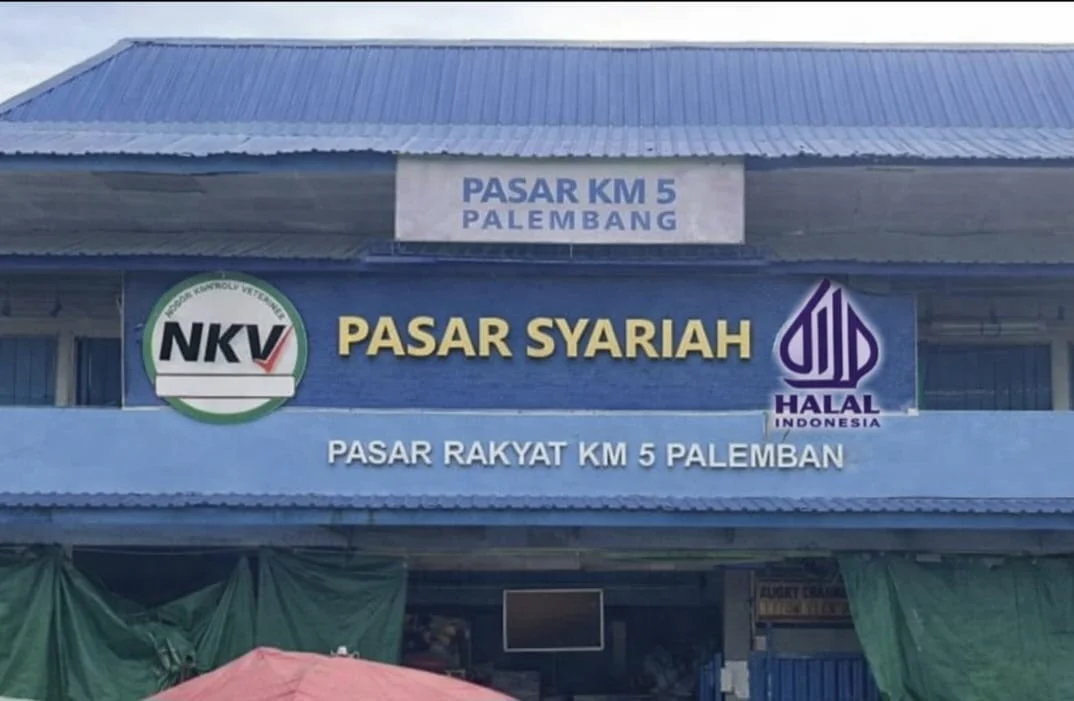 PASAR KM 5
PALEMBANG
NKV
PASAR SYARIAH
HALAL
INDONESIA
PASAR RAKYAT KM 5 PALEMBAN